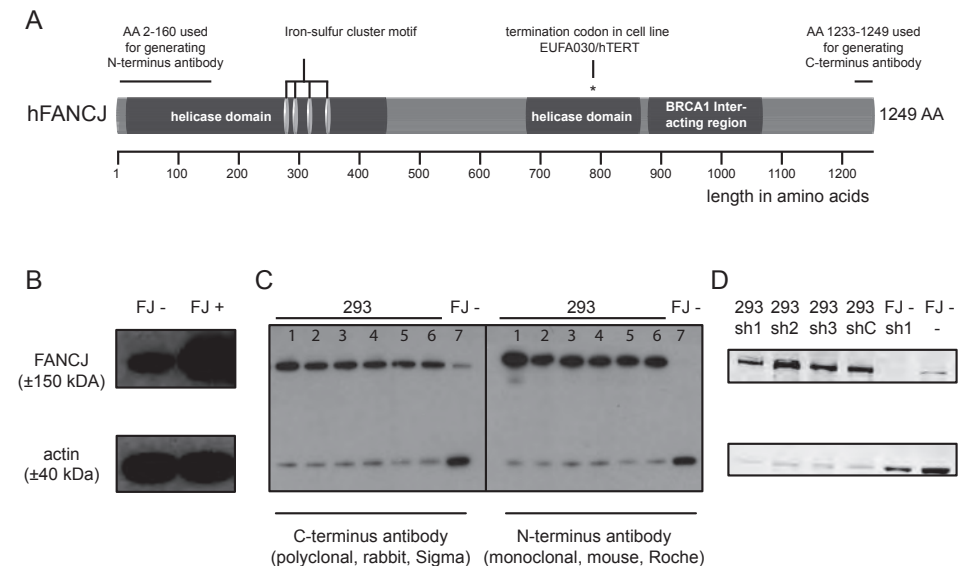 A
AA 2-160 used
for generating
N-terminus antibody
Iron-sulfur cluster motif
termination codon in cell line
EUFA030/hTERT
*
AA 1233-1249 used
for generating
C-terminus antibody
hFANCJ
helicase domain
helicase domain
BRCA1 Inter-
acting region
1249 AA
1 100 200 300 400 500 600 700 800 900 1000 1100 1200
length in amino acids
B
FJ - FJ +
FANCJ
(±150 kDA)
actin
(±40 kDa)
C
293 FJ - 293 FJ -
1 2 3 4 5 6 7 1 2 3 4 5 6 7
C-terminus antibody
(polyclonal, rabbit, Sigma)
N-terminus antibody
(monoclonal, mouse, Roche)
D
293 293 293 293 FJ - FJ -
sh1 sh2 sh3 shC sh1 -